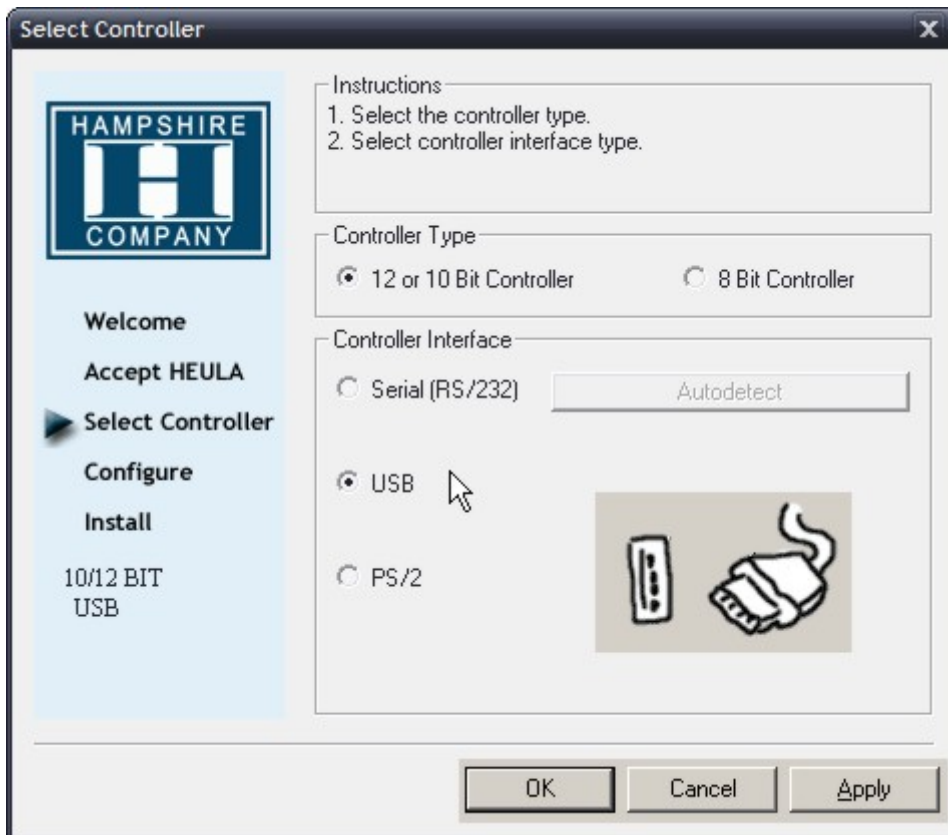 Select Controller
HAMPSHIRE
COMPANY
Welcome
Accept HEULA
Select Controller
Configure
Install
10/12 BIT
USB
Instructions
1. Select the controller type.
2. Select controller interface type.
Controller Type
12 or 10 Bit Controller
8 Bit Controller
Controller Interface
Serial (RS/232)
Autodetect
USB
PS/2
OK
Cancel
Apply